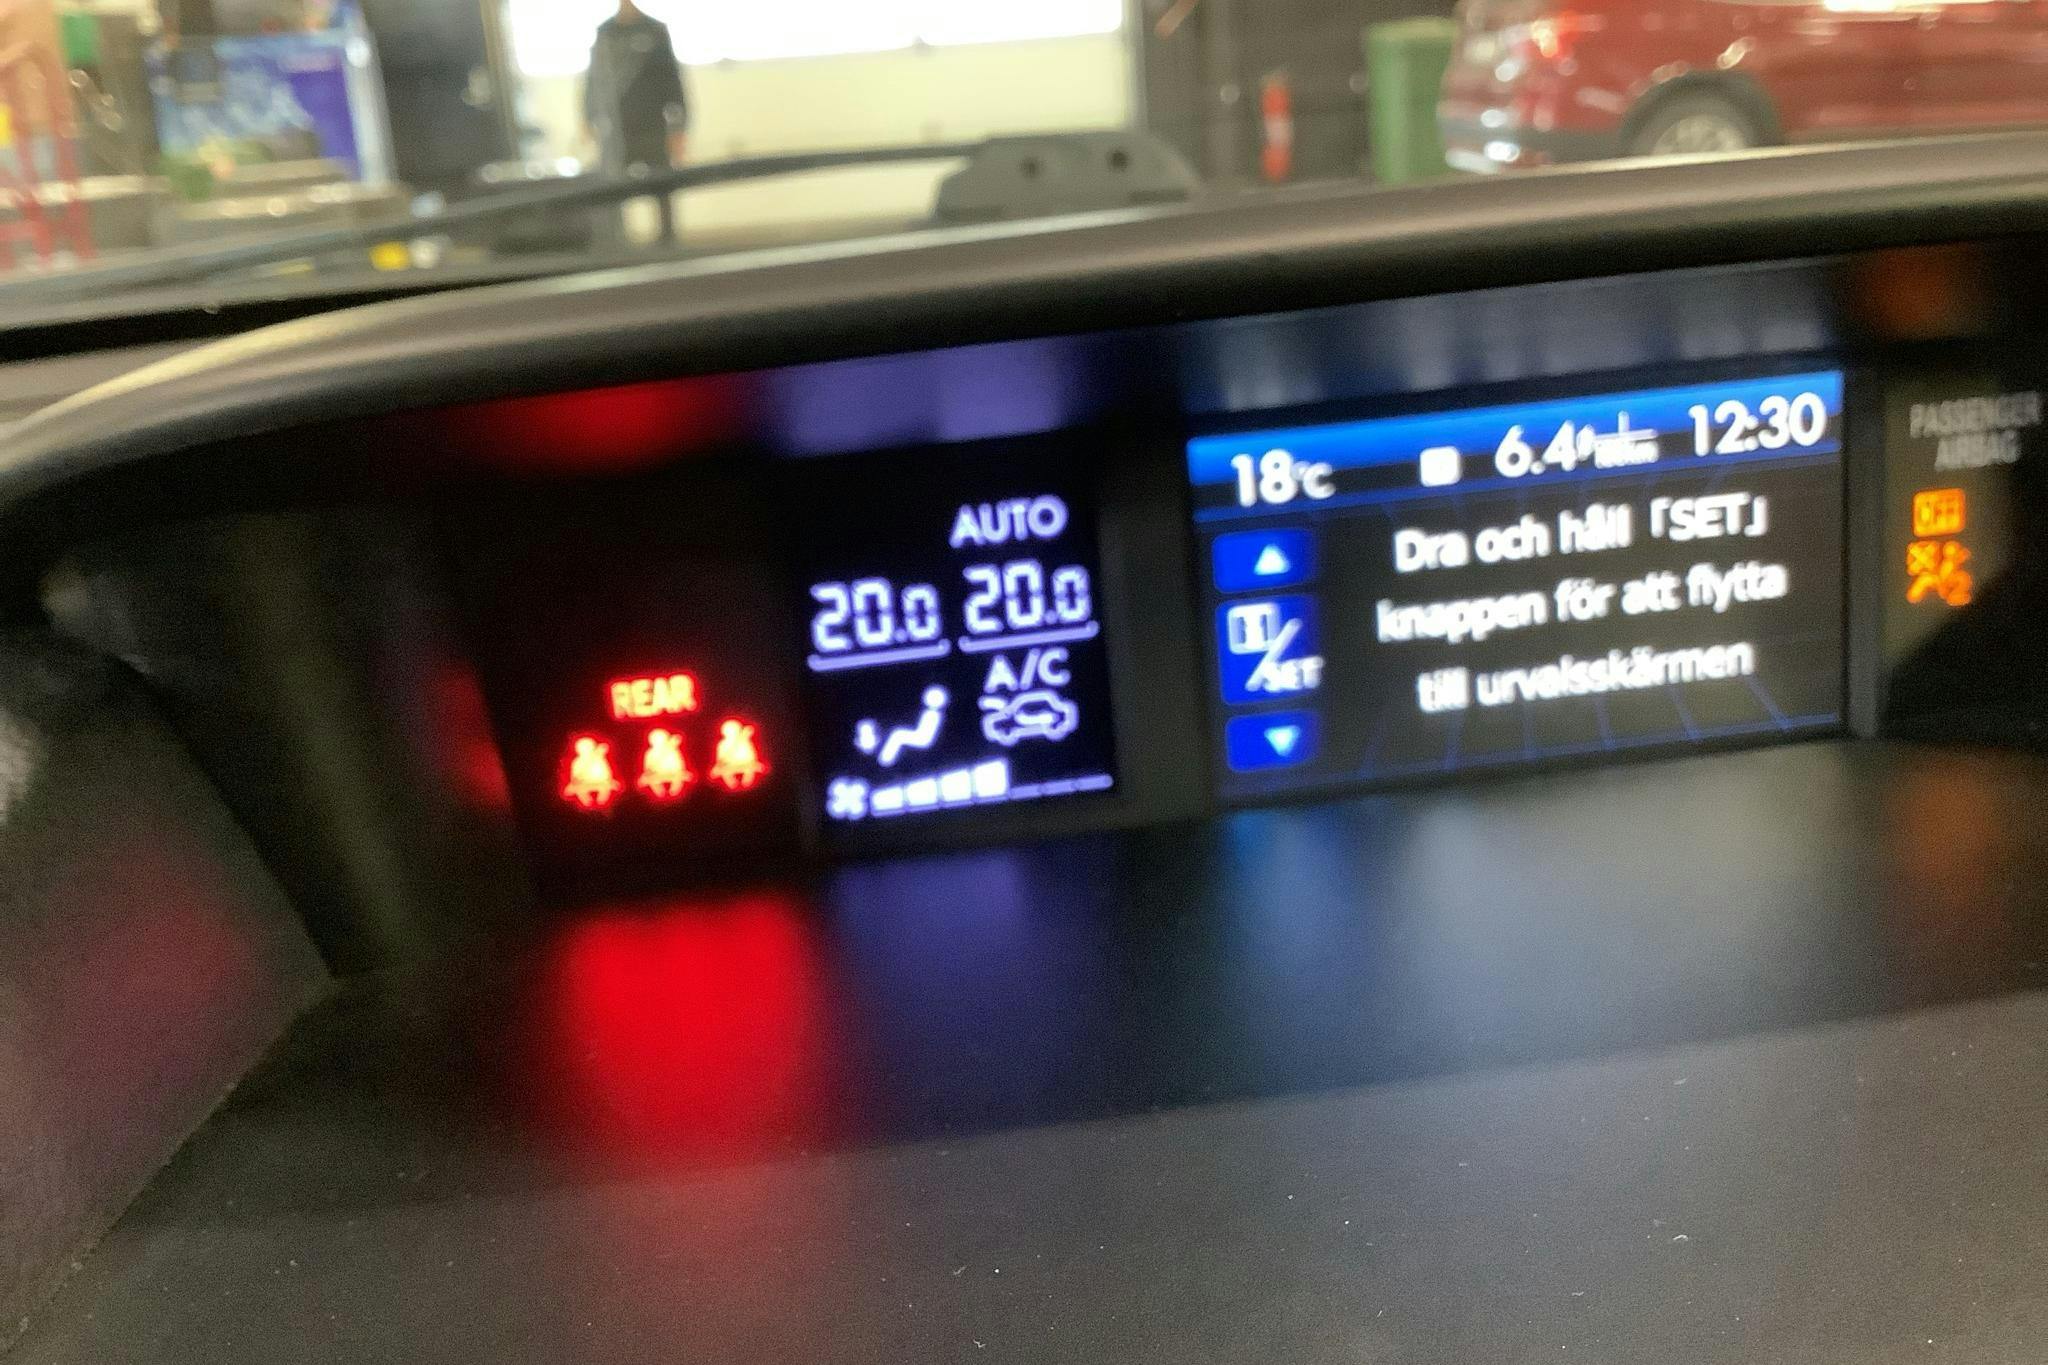 REAR
AUTO
20.0 20.0
A/C
18°C 6.4 12:30
Dra och håll「SET」
knappen för att flytta
till urvalsskärmen
/SET
PASSENGER
AIRBAG
OFF